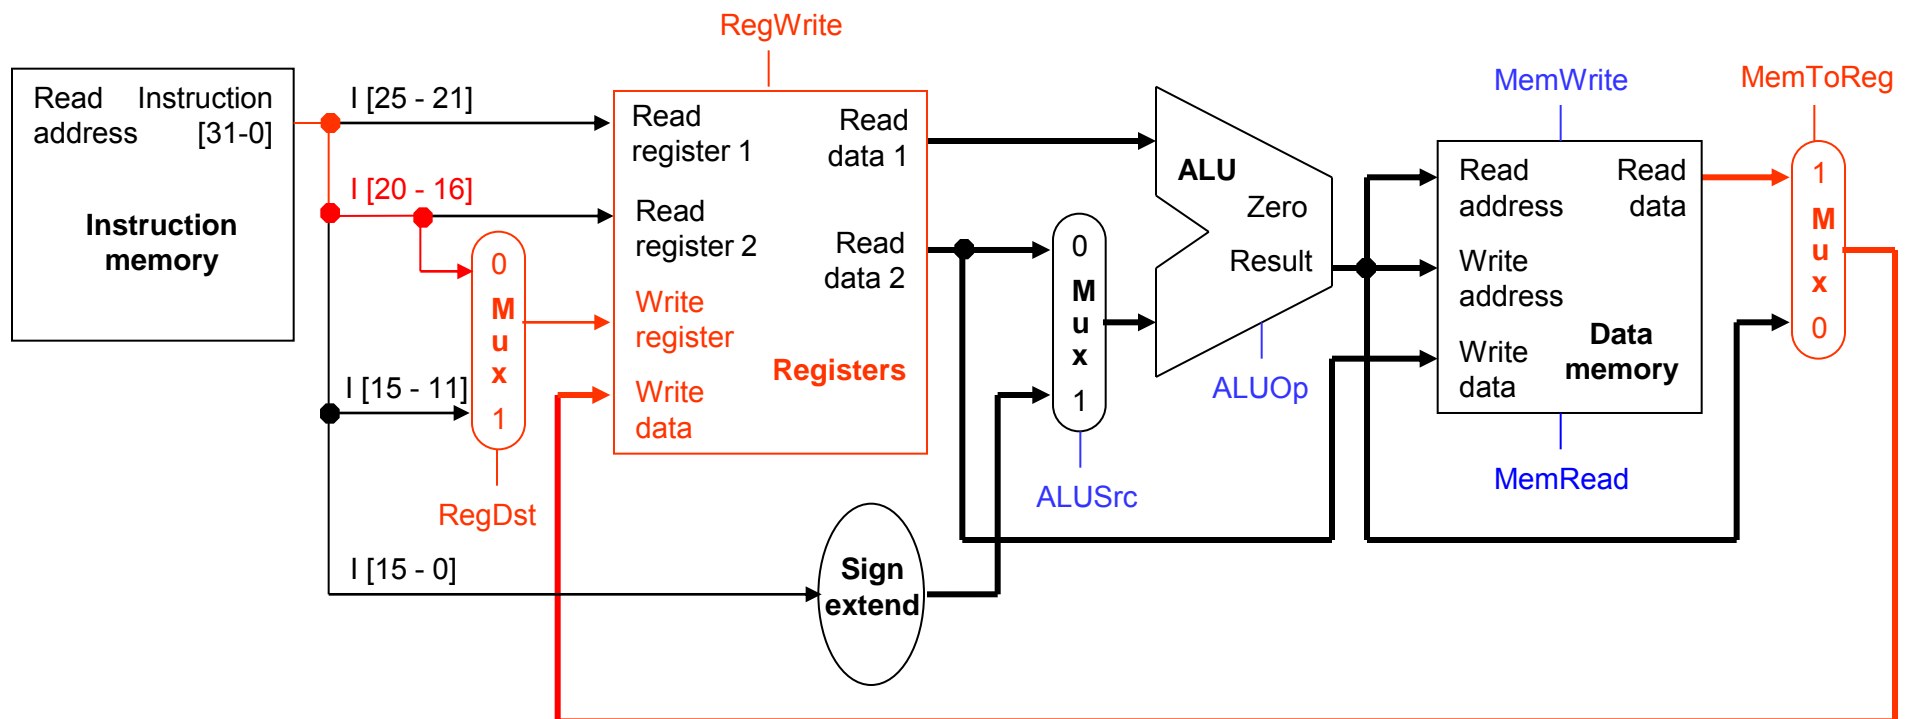 RegWrite
Read Instruction
address [31-0]
Instruction
memory
I [25 - 21]
I [20 - 16]
I [15 - 11]
I [15 - 0]
0
M
u
x
1
RegDst
Read
register 1
Read
register 2
Write
register
Write
data
Read
data 1
Read
data 2
Registers
Sign
extend
0
M
u
x
1
ALUSrc
ALU
Zero
Result
ALUOp
MemWrite
Read
address
Write
address
Write
data
Read
data
Data
memory
MemRead
MemToReg
1
M
u
x
0